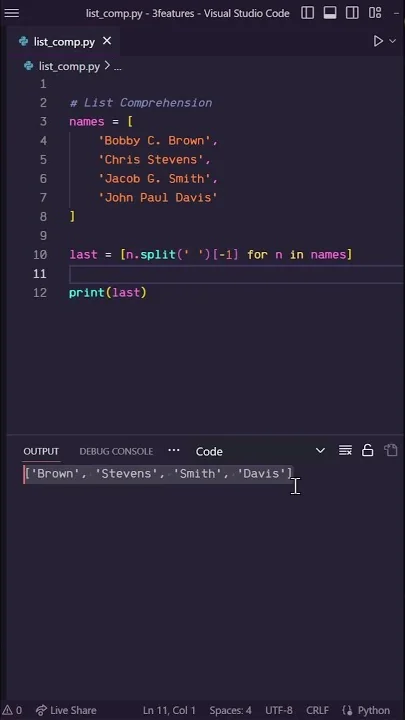 list_comp.py - 3features - Visual Studio Code
list_comp.py
list_comp.py > ...
1
2 # List Comprehension
3 names = [
4 'Bobby C. Brown',
5 'Chris Stevens',
6 'Jacob G. Smith',
7 'John Paul Davis'
8 ]
9
10 last = [n.split(' ')[-1] for n in names]
11
12 print(last)
OUTPUT DEBUG CONSOLE ... Code
['Brown', 'Stevens', 'Smith', 'Davis']
0 Live Share Ln 11, Col 1 Spaces: 4 UTF-8 CRLF Python